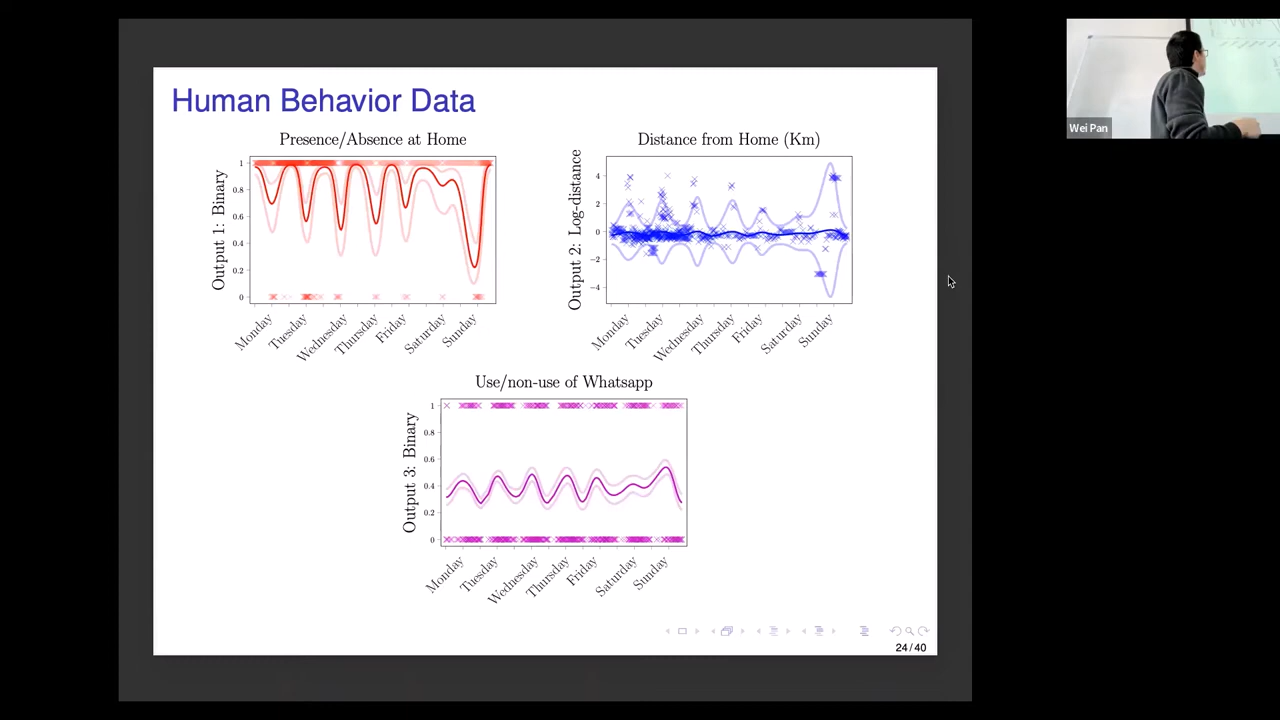 Human Behavior Data
Presence/Absence at Home
Output 1: Binary
1
0.8
0.6
0.4
0.2
0
Monday
Tuesday
Wednesday
Thursday
Friday
Saturday
Sunday
Distance from Home (Km)
Output 2: Log-distance
4
2
0
−2
−4
Monday
Tuesday
Wednesday
Thursday
Friday
Saturday
Sunday
Use/non-use of Whatsapp
Output 3: Binary
1
0.8
0.6
0.4
0.2
0
Monday
Tuesday
Wednesday
Thursday
Friday
Saturday
Sunday
24 / 40
Wei Pan